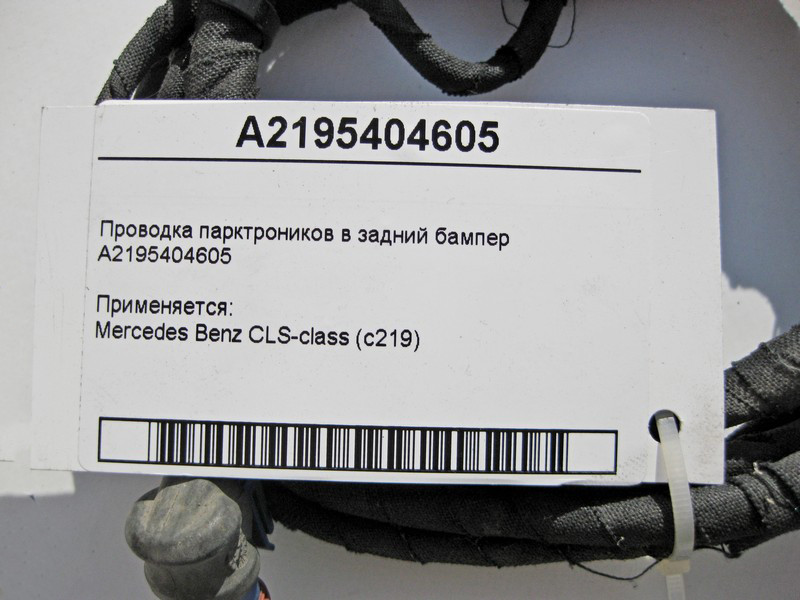 A2195404605
Проводка парктроников в задний бампер
A2195404605
Применяется:
Mercedes Benz CLS-class (c219)